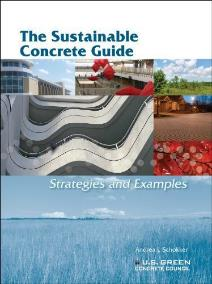 The Sustainable
Concrete Guide
Strategies and Examples
Andrea J. Schokker
U.S. GREEN
CONCRETE COUNCIL